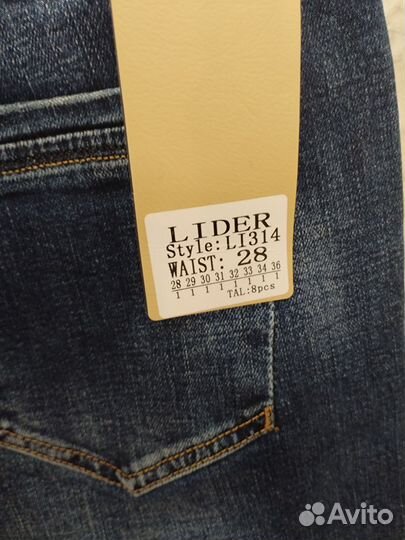 LIDER
Style:LI314
WAIST: 28
28 29 30 31 32 33 34 36
1 1 1 1 1 1 1 1
TAL:8pcs
Avito